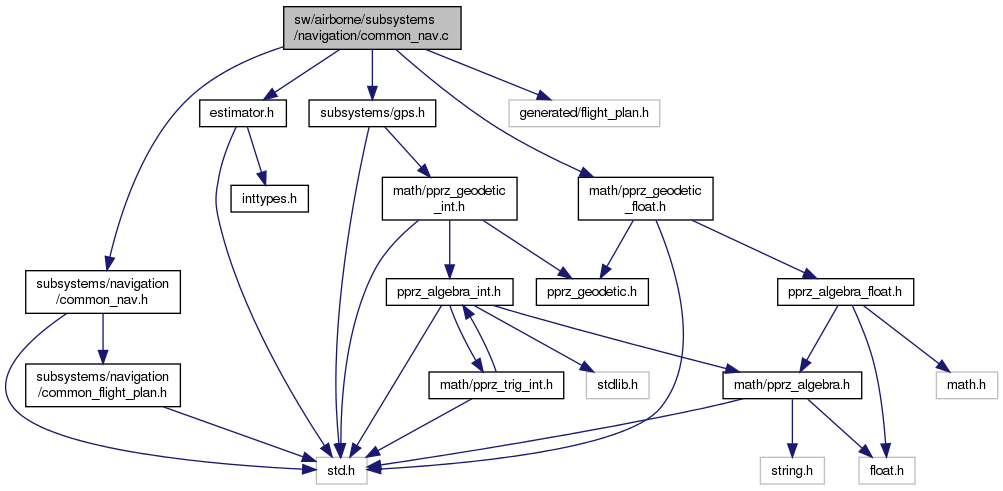 sw/airborne/subsystems
/navigation/common_nav.c
estimator.h
subsystems/gps.h
generated/flight_plan.h
inttypes.h
math/pprz_geodetic
_int.h
math/pprz_geodetic
_float.h
subsystems/navigation
/common_nav.h
pprz_algebra_int.h
pprz_geodetic.h
pprz_algebra_float.h
subsystems/navigation
/common_flight_plan.h
math/pprz_trig_int.h
stdlib.h
math/pprz_algebra.h
math.h
std.h
string.h
float.h